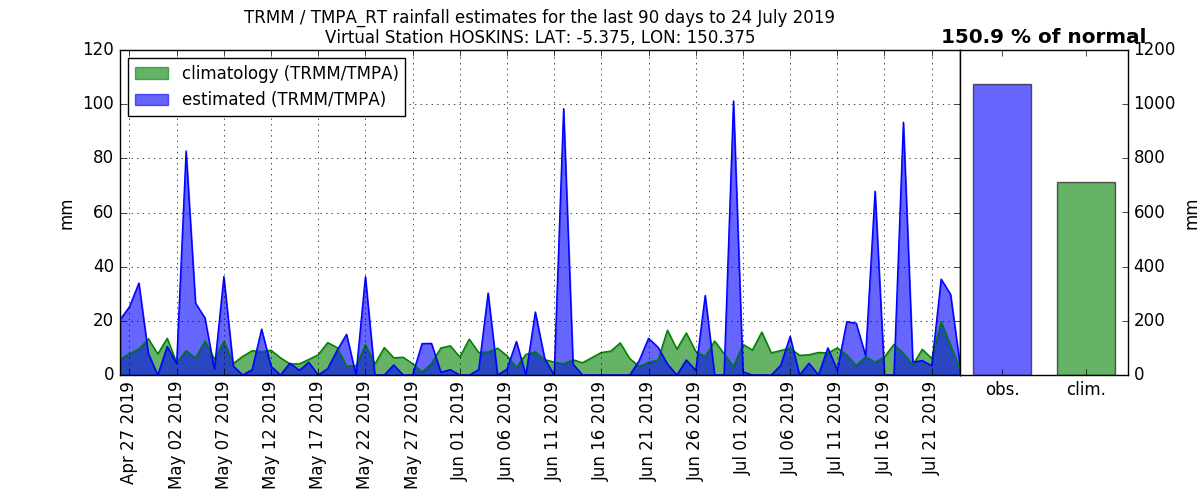 TRMM / TMPA_RT rainfall estimates for the last 90 days to 24 July 2019
Virtual Station HOSKINS: LAT: -5.375, LON: 150.375
150.9 % of normal
climatology (TRMM/TMPA)
estimated (TRMM/TMPA)
120
100
80
60
40
20
0
mm
Apr 27 2019
May 02 2019
May 07 2019
May 12 2019
May 17 2019
May 22 2019
May 27 2019
Jun 01 2019
Jun 06 2019
Jun 11 2019
Jun 16 2019
Jun 21 2019
Jun 26 2019
Jul 01 2019
Jul 06 2019
Jul 11 2019
Jul 16 2019
Jul 21 2019
obs.
clim.
1200
1000
800
600
400
200
0
mm